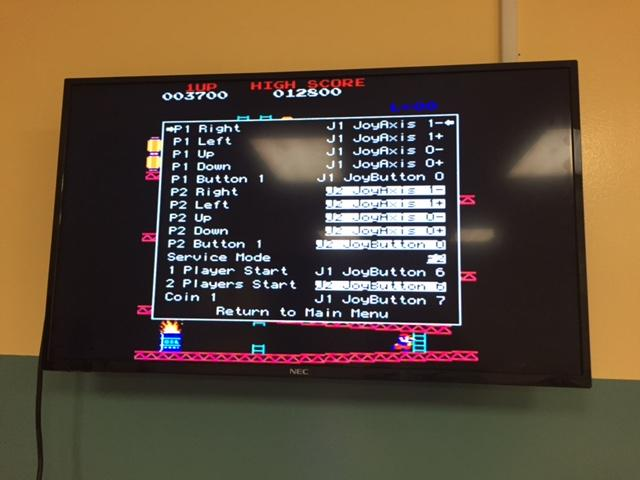 1UP HIGH SCORE
003700 012800
L=00
P1 Right J1 JoyAxis 1-
P1 Left J1 JoyAxis 1+
P1 Up J1 JoyAxis 0-
P1 Down J1 JoyAxis 0+
P1 Button 1 J1 JoyButton 0
P2 Right J2 JoyAxis 1-
P2 Left J2 JoyAxis 1+
P2 Up J2 JoyAxis 0-
P2 Down J2 JoyAxis 0+
P2 Button 1 J2 JoyButton 0
Service Mode
1 Player Start J1 JoyButton 6
2 Players Start J2 JoyButton 6
Coin 1 J1 JoyButton 7
Return to Main Menu
OIL
NEC